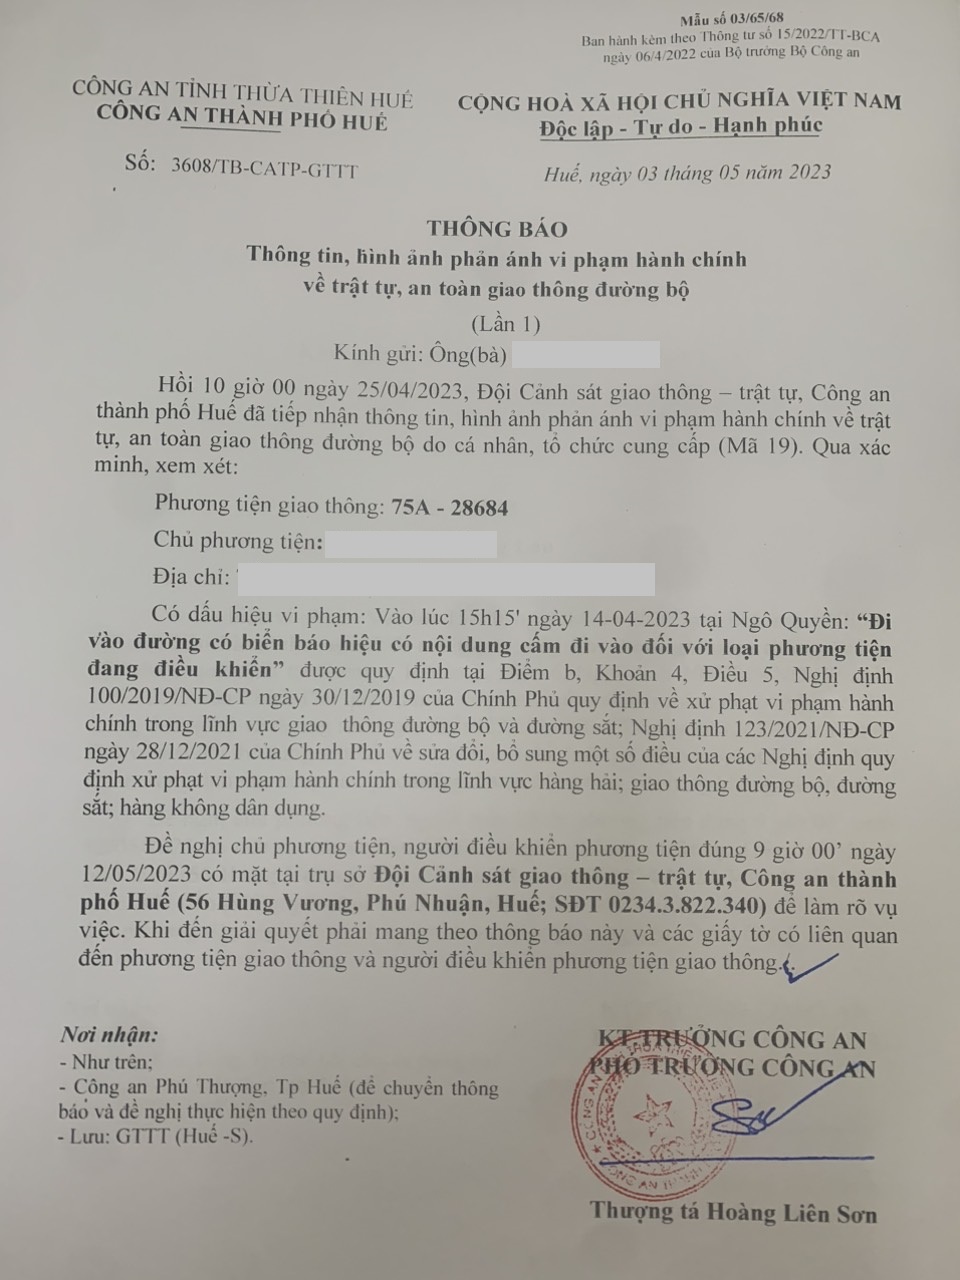 Mẫu số 03/65/68
Ban hành kèm theo Thông tư số 15/2022/TT-BCA
ngày 06/4/2022 của Bộ trưởng Bộ Công an
CÔNG AN TỈNH THỪA THIÊN HUẾ
CÔNG AN THÀNH PHỐ HUẾ
CỘNG HOÀ XÃ HỘI CHỦ NGHĨA VIỆT NAM
Độc lập - Tự do - Hạnh phúc
Số: 3608/TB-CATP-GTTT
Huế, ngày 03 tháng 05 năm 2023
THÔNG BÁO
Thông tin, hình ảnh phản ánh vi phạm hành chính
về trật tự, an toàn giao thông đường bộ
(Lần 1)
Kính gửi: Ông(bà)
Hồi 10 giờ 00 ngày 25/04/2023, Đội Cảnh sát giao thông – trật tự, Công an
thành phố Huế đã tiếp nhận thông tin, hình ảnh phản ánh vi phạm hành chính về trật
tự, an toàn giao thông đường bộ do cá nhân, tổ chức cung cấp (Mã 19). Qua xác
minh, xem xét:
Phương tiện giao thông: 75A - 28684
Chủ phương tiện:
Địa chỉ:
Có dấu hiệu vi phạm: Vào lúc 15h15' ngày 14-04-2023 tại Ngô Quyền: “Đi
vào đường có biển báo hiệu có nội dung cấm đi vào đối với loại phương tiện
đang điều khiển” được quy định tại Điểm b, Khoản 4, Điều 5, Nghị định
100/2019/NĐ-CP ngày 30/12/2019 của Chính Phủ quy định về xử phạt vi phạm hành
chính trong lĩnh vực giao thông đường bộ và đường sắt; Nghị định 123/2021/NĐ-CP
ngày 28/12/2021 của Chính Phủ về sửa đổi, bổ sung một số điều của các Nghị định quy
định xử phạt vi phạm hành chính trong lĩnh vực hàng hải; giao thông đường bộ, đường
sắt; hàng không dân dụng.
Đề nghị chủ phương tiện, người điều khiển phương tiện đúng 9 giờ 00’ ngày
12/05/2023 có mặt tại trụ sở Đội Cảnh sát giao thông – trật tự, Công an thành
phố Huế (56 Hùng Vương, Phú Nhuận, Huế; SĐT 0234.3.822.340) để làm rõ vụ
việc. Khi đến giải quyết phải mang theo thông báo này và các giấy tờ có liên quan
đến phương tiện giao thông và người điều khiển phương tiện giao thông.
Nơi nhận:
- Như trên;
- Công an Phú Thượng, Tp Huế (để chuyển thông
báo và đề nghị thực hiện theo quy định);
- Lưu: GTTT (Huế -S).
KT.TRƯỞNG CÔNG AN
PHÓ TRƯỞNG CÔNG AN
Thượng tá Hoàng Liên Sơn